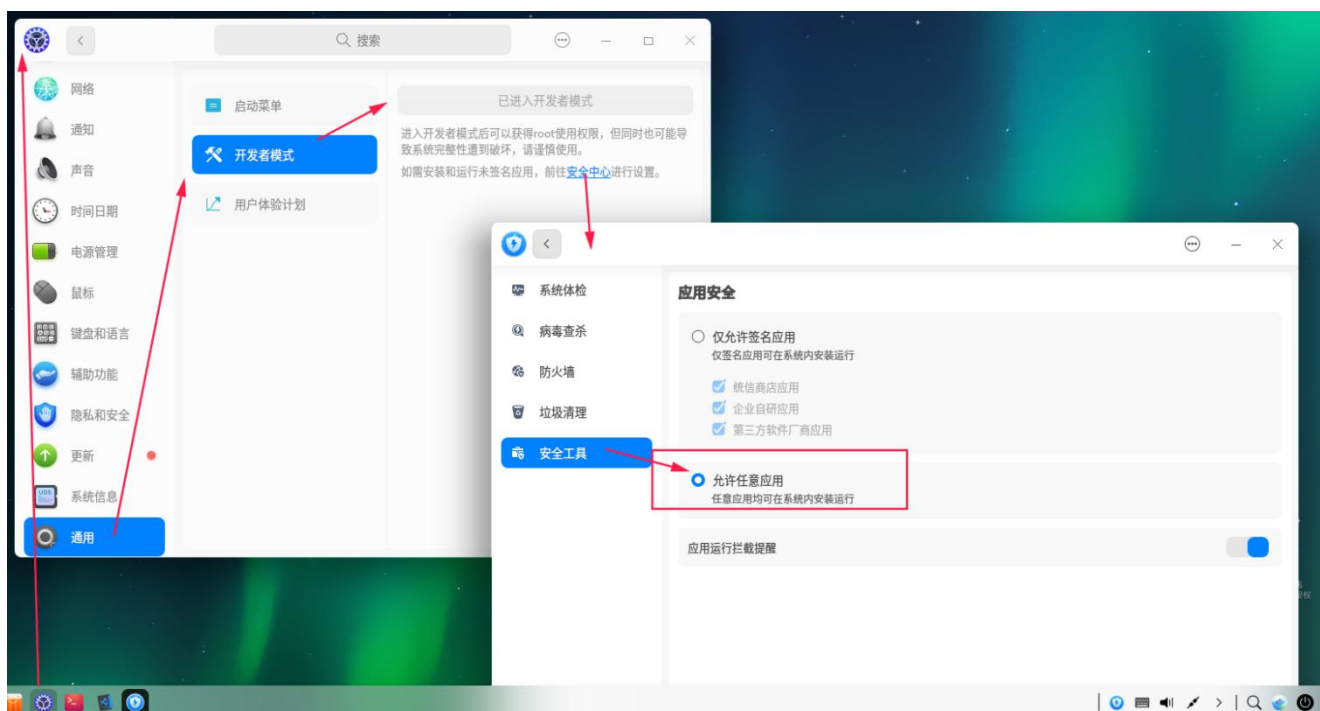 搜索
网络
通知
声音
时间日期
电源管理
鼠标
键盘和语言
辅助功能
隐私和安全
更新
系统信息
通用
启动菜单
开发者模式
用户体验计划
已进入开发者模式
进入开发者模式后可以获得root使用权限，但同时也可能导
致系统完整性遭到破坏，请谨慎使用。
如需安装和运行未签名应用，前往安全中心进行设置。
系统体检
病毒查杀
防火墙
垃圾清理
安全工具
应用安全
仅允许签名应用
仅签名应用可在系统内安装运行
统信商店应用
企业自研应用
第三方软件厂商应用
允许任意应用
任意应用均可在系统内安装运行
应用运行拦截提醒